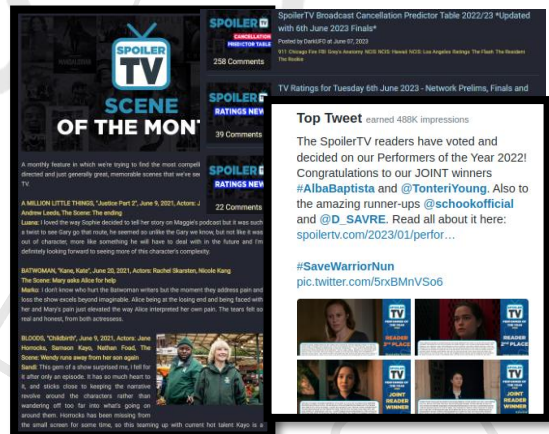 SPOILER
TV
SCENE
OF THE MON
A monthly feature in which we're trying to find the most compell
directed and just generally great, memorable scenes that we've se
TV.
A MILLION LITTLE THINGS, "Justice Part 2", June 9, 2021, Actors: J
Andrew Leeds, The Scene: The ending
Luana: I loved the way Sophie decided to tell her story on Maggie's podcast but it was such
a twist to see Gary go that route, he seemed so unlike the Gary we know, but not like it was
out of character, more like something he will have to deal with in the future and I'm
definitely looking forward to seeing more of this character's complexity.
BATWOMAN, "Kane, Kate", June 20, 2021, Actors: Rachel Skarsten, Nicole Kang
The Scene: Mary asks Alice for help
Marko: I don't know who hurt the Batwoman writers but the moment they address pain and
loss the show excels beyond imaginable. Alice being at the losing end and being faced with
her and Mary's pain just elevated the way Alice interpreted her own pain. The tears felt so
real and honest, from both actresses.
BLOODS, "Childbirth", June 9, 2021, Actors: Jane
Horrocks, Samson Kayo, Nathan Foad, The
Scene: Wendy runs away from her son again
Sandi: This gem of a show surprised me, I fell for
it after only an episode. It has so much heart to
it, and sticks close to keeping the narrative
revolve around the characters rather than
wandering off too far into what's going on
around them. Horrocks has been missing from
the small screen for some time, so this teaming up with current hot talent Kayo is a
SPOILER TV
CANCELLATION
PREDICTOR TABLE
258 Comments
SpoilerTV Broadcast Cancellation Predictor Table 2022/23 *Updated
with 6th June 2023 Finals*
Posted by DarkUFO at June 07, 2023
911 Chicago Fire FBI Grey's Anatomy NCIS NCIS: Hawaii NCIS: Los Angeles Ratings The Flash The Resident
The Rookie
SPOILER TV
RATINGS NEW
39 Comments
TV Ratings for Tuesday 6th June 2023 - Network Prelims, Finals and
SPOILER TV
RATINGS NEW
22 Comments
Top Tweet earned 488K impressions
The SpoilerTV readers have voted and
decided on our Performers of the Year 2022!
Congratulations to our JOINT winners
#AlbaBaptista and @TonteriYoung. Also to
the amazing runner-ups @schookofficial
and @D_SAVRE. Read all about it here:
spoilertv.com/2023/01/perfor…
#SaveWarriorNun
pic.twitter.com/5rxBMnVSo6
TV
READER
2ND PLACE
TV
READER
2ND PLACE
TV
JOINT
READER
WINNER
TV
JOINT
READER
WINNER